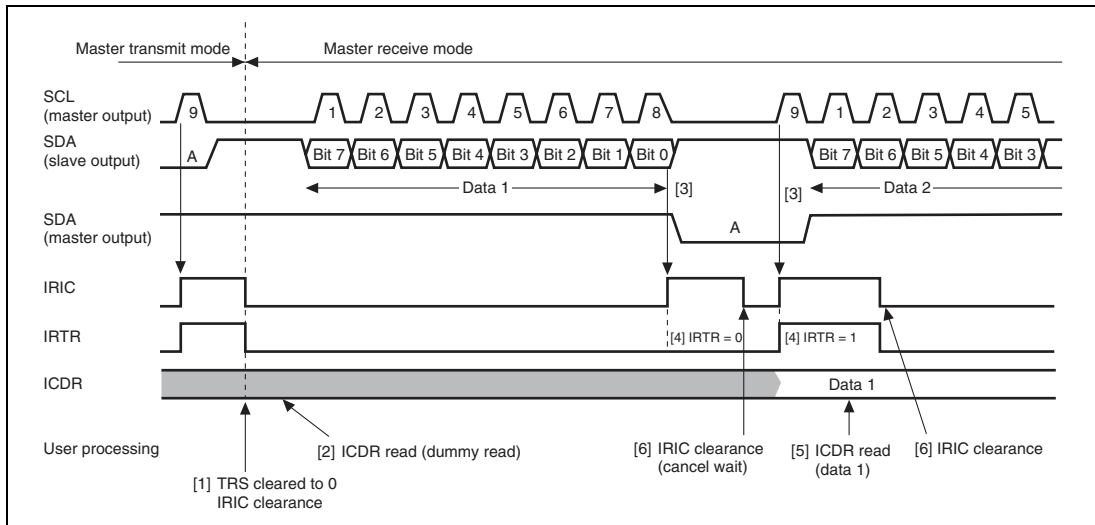 Master transmit mode Master receive mode
SCL
(master output)
9 1 2 3 4 5 6 7 8 9 1 2 3 4 5
SDA
(slave output)
A Bit 7 Bit 6 Bit 5 Bit 4 Bit 3 Bit 2 Bit 1 Bit 0 Bit 7 Bit 6 Bit 5 Bit 4 Bit 3
Data 1 [3] [3] Data 2
SDA
(master output)
A
IRIC
IRTR
[4] IRTR = 0 [4] IRTR = 1
ICDR
Data 1
User processing
[2] ICDR read (dummy read)
[6] IRIC clearance
(cancel wait)
[5] ICDR read
(data 1)
[6] IRIC clearance
[1] TRS cleared to 0
IRIC clearance